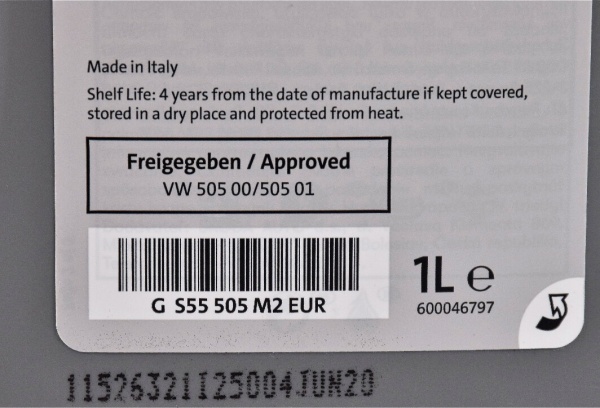 Made in Italy
Shelf Life: 4 years from the date of manufacture if kept covered,
stored in a dry place and protected from heat.
Freigegeben / Approved
VW 505 00/505 01
G S55 505 M2 EUR
1L e
600046797
11526321I25004JUN20